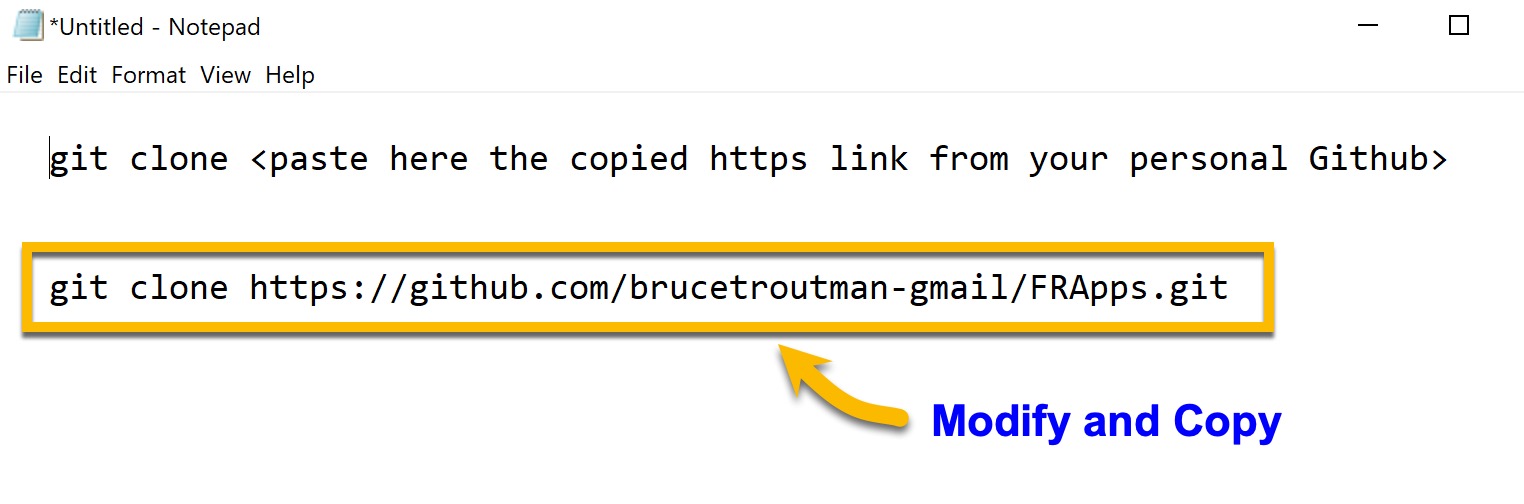 *Untitled - Notepad
File Edit Format View Help
git clone <paste here the copied https link from your personal Github>
git clone https://github.com/brucetroutman-gmail/FRApps.git
Modify and Copy